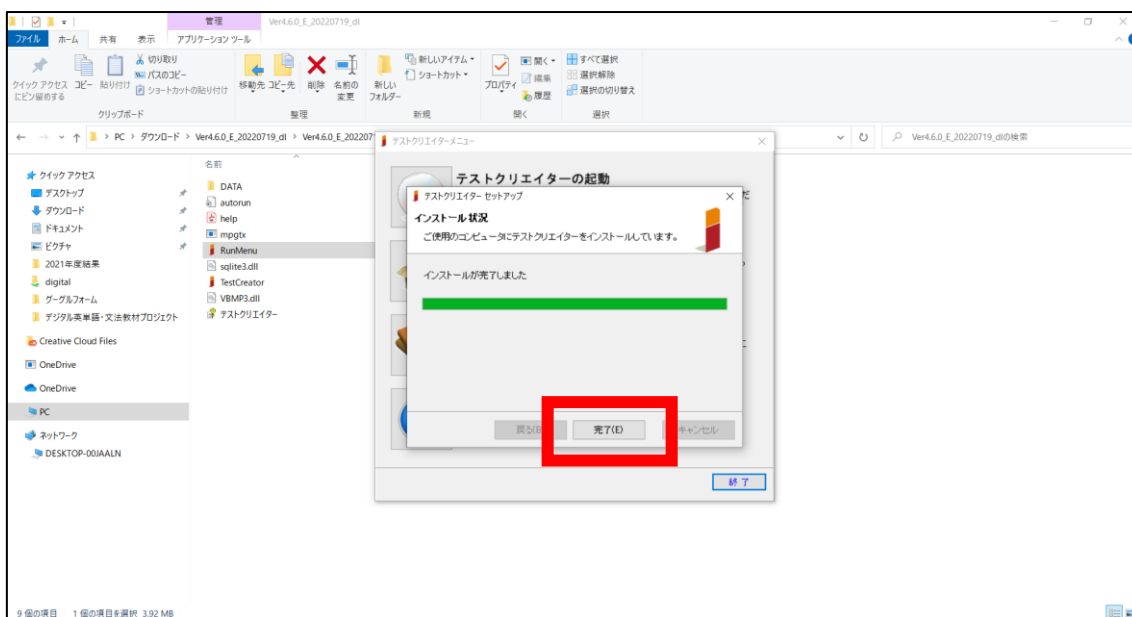 管理
Ver4.6.0_E_20220719_dl
ファイル ホーム 共有 表示 アプリケーション ツール
クイック アクセスにピン留めする
コピー
貼り付け
切り取り
パスのコピー
ショートカットの貼り付け
移動先
コピー先
削除
名前の変更
新しいフォルダー
新しいアイテム
ショートカット
プロパティ
開く
編集
履歴
すべて選択
選択解除
選択の切り替え
クリップボード 整理 新規 開く 選択
PC > ダウンロード > Ver4.6.0_E_20220719_dl > Ver4.6.0_E_202207
Ver4.6.0_E_20220719_dlの検索
クイック アクセス
デスクトップ
ダウンロード
ドキュメント
ピクチャ
2021年度結果
digital
グーグルフォーム
デジタル英単語・文法教材プロジェクト
Creative Cloud Files
OneDrive
OneDrive
PC
ネットワーク
DESKTOP-00JAALN
名前
DATA
autorun
help
mpgtx
RunMenu
sqlite3.dll
TestCreator
VBMP3.dll
テストクリエイター
テストクリエイターメニュー
テストクリエイターの起動
テストクリエイター セットアップ
インストール状況
ご使用のコンピュータにテストクリエイターをインストールしています。
インストールが完了しました
完了(E)
キャンセル
終了
9 個の項目 1 個の項目を選択 3.92 MB